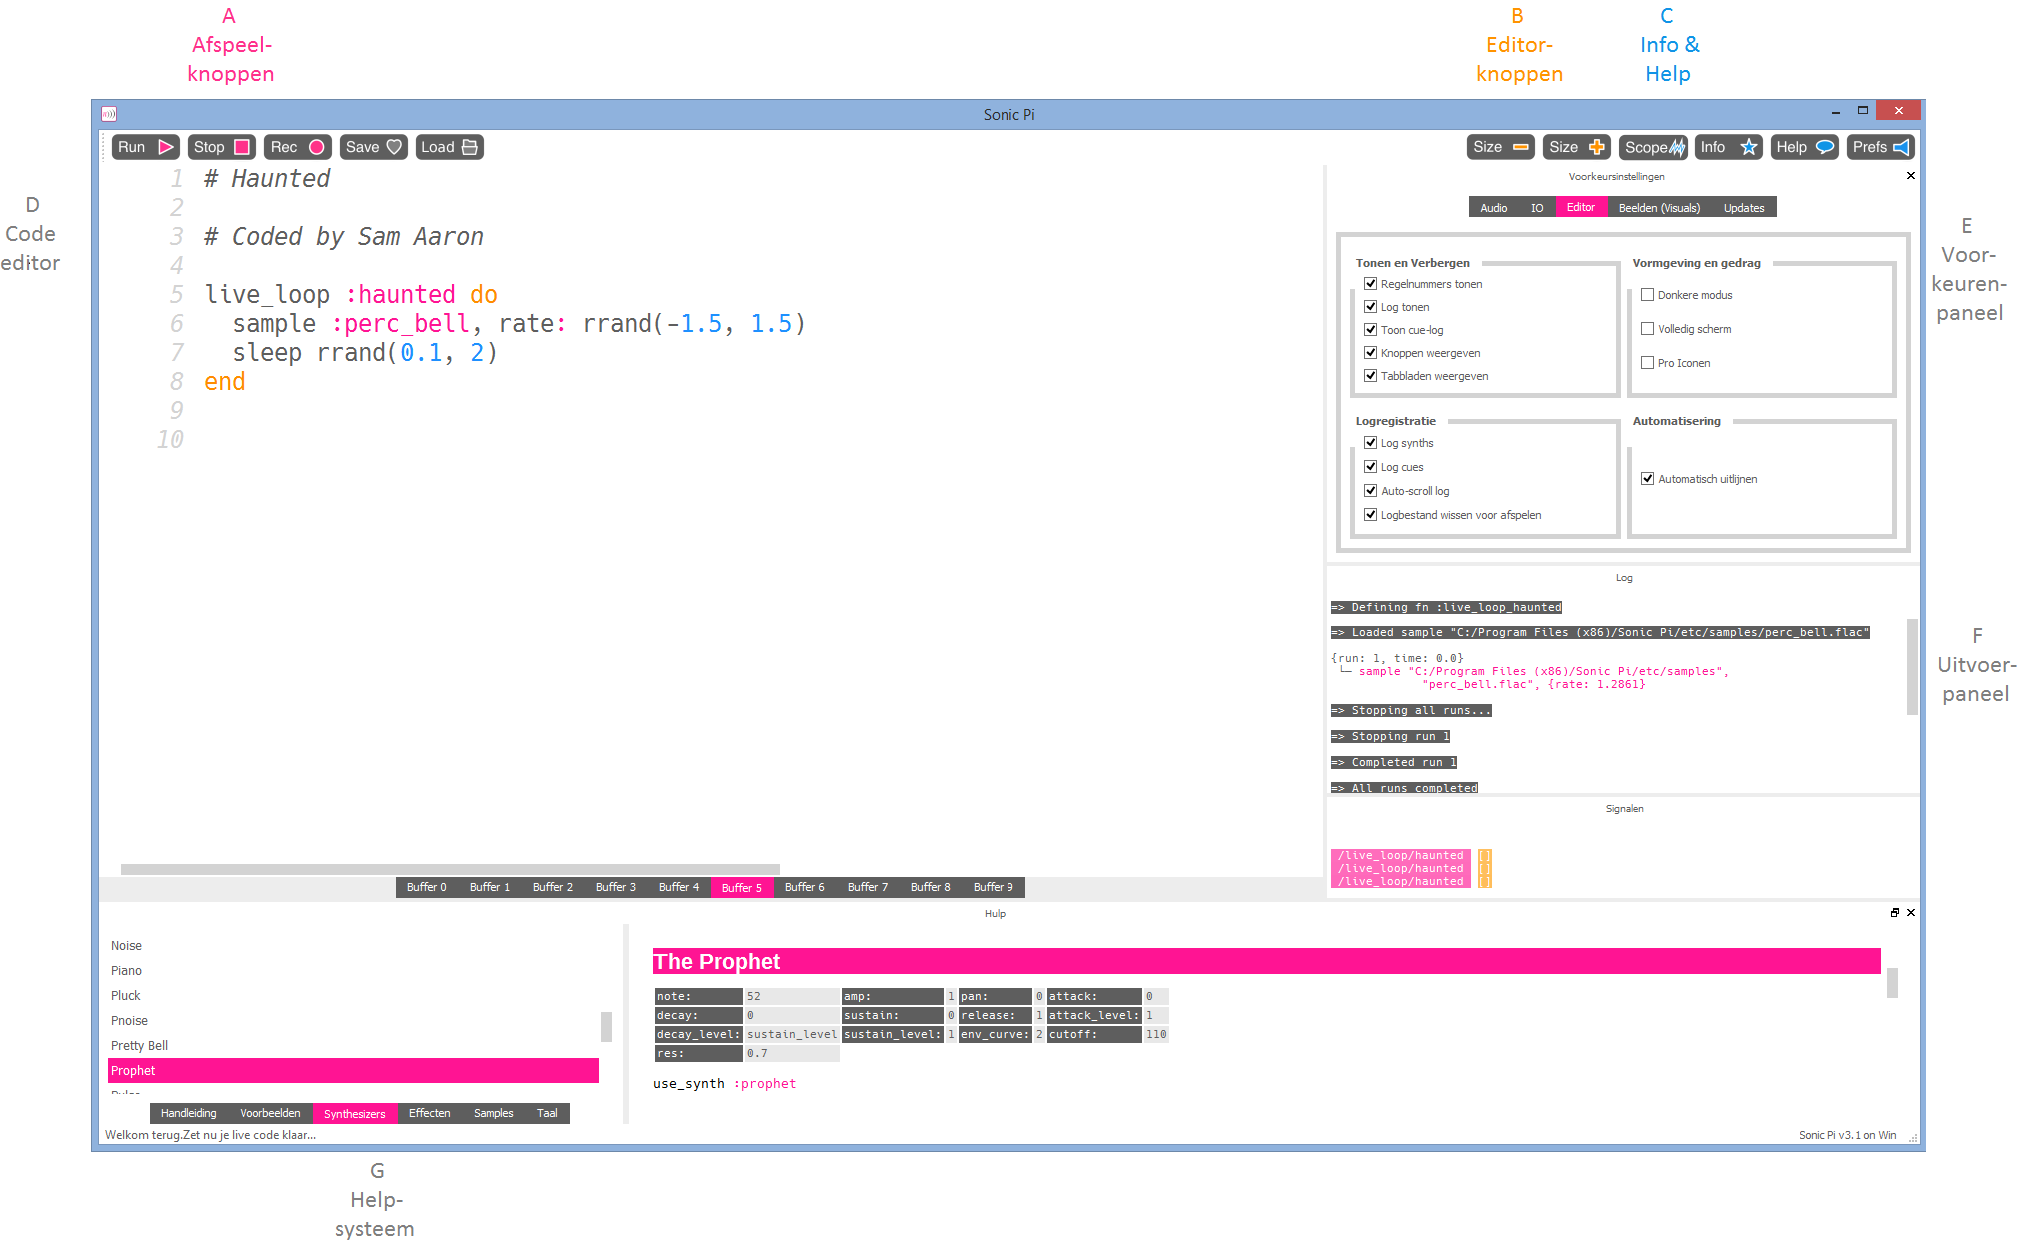 A
Afspeel-
knoppen
B
Editor-
knoppen
C
Info &
Help
Sonic Pi
Run Stop Rec Save Load Size Size Scope Info Help Prefs
D
Code
editor
1 # Haunted
2
3 # Coded by Sam Aaron
4
5 live_loop :haunted do
6 sample :perc_bell, rate: rrand(-1.5, 1.5)
7 sleep rrand(0.1, 2)
8 end
9
10
Buffer 0 Buffer 1 Buffer 2 Buffer 3 Buffer 4 Buffer 5 Buffer 6 Buffer 7 Buffer 8 Buffer 9
Voorkeursinstellingen
Audio IO Editor Beelden (Visuals) Updates
Tonen en Verbergen
Regelnummers tonen
Log tonen
Toon cue-log
Knoppen weergeven
Tabbladen weergeven
Vormgeving en gedrag
Donkere modus
Volledig scherm
Pro Iconen
Logregistratie
Log synths
Log cues
Auto-scroll log
Logbestand wissen voor afspelen
Automatisering
Automatisch uitlijnen
E
Voor-
keuren-
paneel
Log
=> Defining fn :live_loop_haunted
=> Loaded sample "C:/Program Files (x86)/Sonic Pi/etc/samples/perc_bell.flac"
{run: 1, time: 0.0}
└─ sample "C:/Program Files (x86)/Sonic Pi/etc/samples",
"perc_bell.flac", {rate: 1.2861}
=> Stopping all runs...
=> Stopping run 1
=> Completed run 1
=> All runs completed
F
Uitvoer-
paneel
Signalen
/live_loop/haunted []
/live_loop/haunted []
/live_loop/haunted []
Hulp
Noise
Piano
Pluck
Pnoise
Pretty Bell
Prophet
Handleiding Voorbeelden Synthesizers Effecten Samples Taal
The Prophet
note: 52 amp: 1 pan: 0 attack: 0
decay: 0 sustain: 0 release: 1 attack_level: 1
decay_level: sustain_level sustain_level: 1 env_curve: 2 cutoff: 110
res: 0.7
use_synth :prophet
Welkom terug.Zet nu je live code klaar...
Sonic Pi v3.1 on Win
G
Help-
systeem